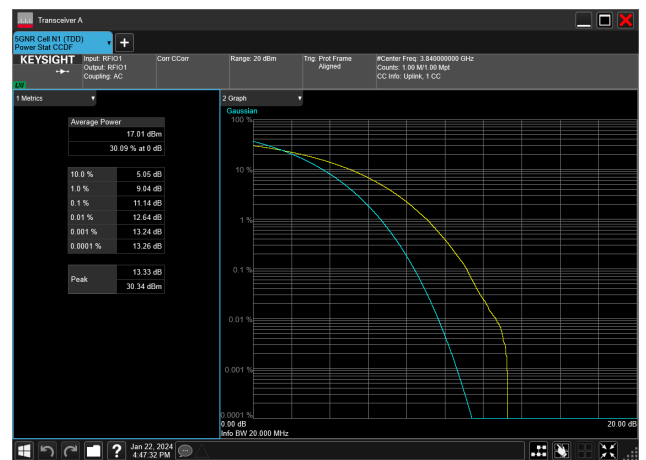 Transceiver A
5GNR Cell N1 (TDD)
Power Stat CCDF
KEYSIGHT
Input: RFIO1
Output: RFIO1
Coupling: AC
Corr CCorr
Range: 20 dBm
Trig: Prot Frame
Aligned
#Center Freq: 3.840000000 GHz
Counts: 1.00 M/1.00 Mpt
CC Info: Uplink, 1 CC
1 Metrics
Average Power
17.01 dBm
30.09 % at 0 dB
10.0 % 5.05 dB
1.0 % 9.04 dB
0.1 % 11.14 dB
0.01 % 12.64 dB
0.001 % 13.24 dB
0.0001 % 13.26 dB
Peak 13.33 dB
30.34 dBm
2 Graph
Gaussian
100 %
10 %
1 %
0.1 %
0.01 %
0.001 %
0.0001 %
0.00 dB 20.00 dB
Info BW 20.000 MHz
Jan 22, 2024
4:47:32 PM